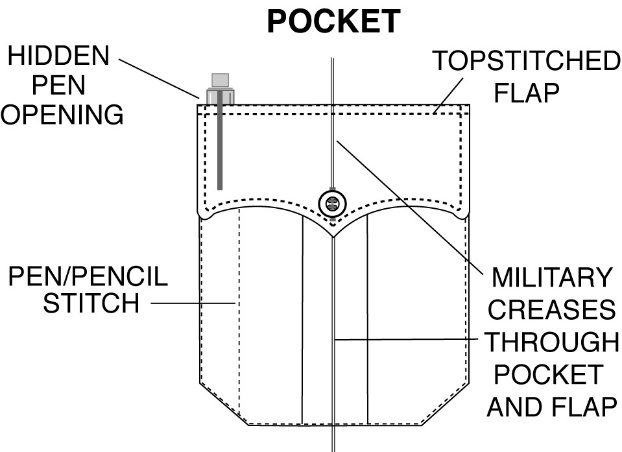 POCKET
HIDDEN
PEN
OPENING
TOPSTITCHED
FLAP
PEN/PENCIL
STITCH
MILITARY
CREASES
THROUGH
POCKET
AND FLAP